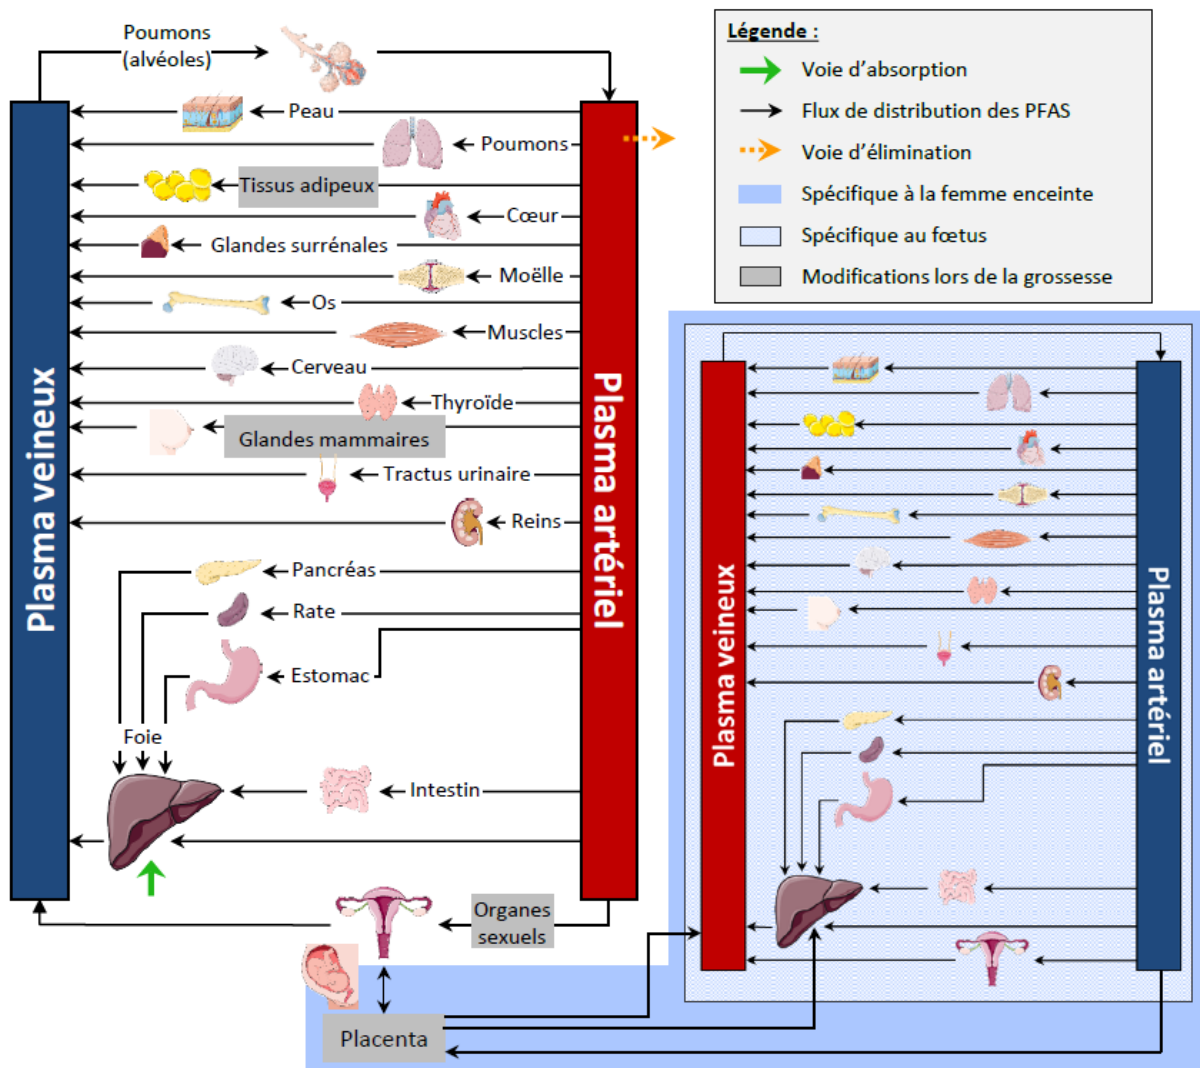 Poumons
(alvéoles)
Légende :
Voie d'absorption
Flux de distribution des PFAS
Voie d'élimination
Spécifique à la femme enceinte
Spécifique au fœtus
Modifications lors de la grossesse
Peau
Poumons
Tissus adipeux
Cœur
Glandes surrénales
Moëlle
Os
Muscles
Cerveau
Thyroïde
Glandes mammaires
Tractus urinaire
Reins
Pancréas
Rate
Estomac
Foie
Intestin
Organes
sexuels
Placenta
Plasma veineux
Plasma artériel
Plasma veineux
Plasma artériel